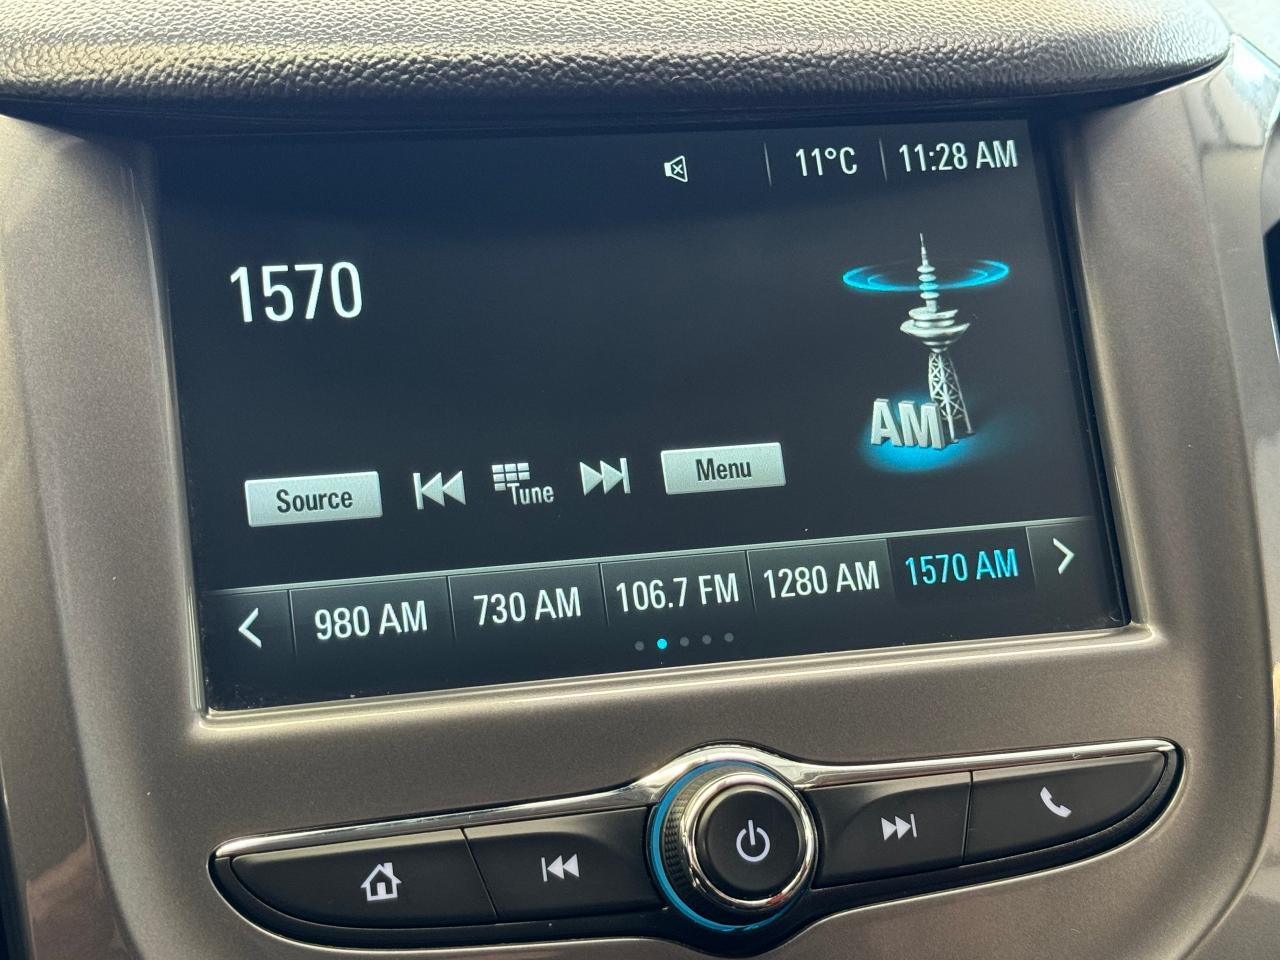 11°C
11:28 AM
1570
AM
Source
Tune
Menu
980 AM
730 AM
106.7 FM
1280 AM
1570 AM